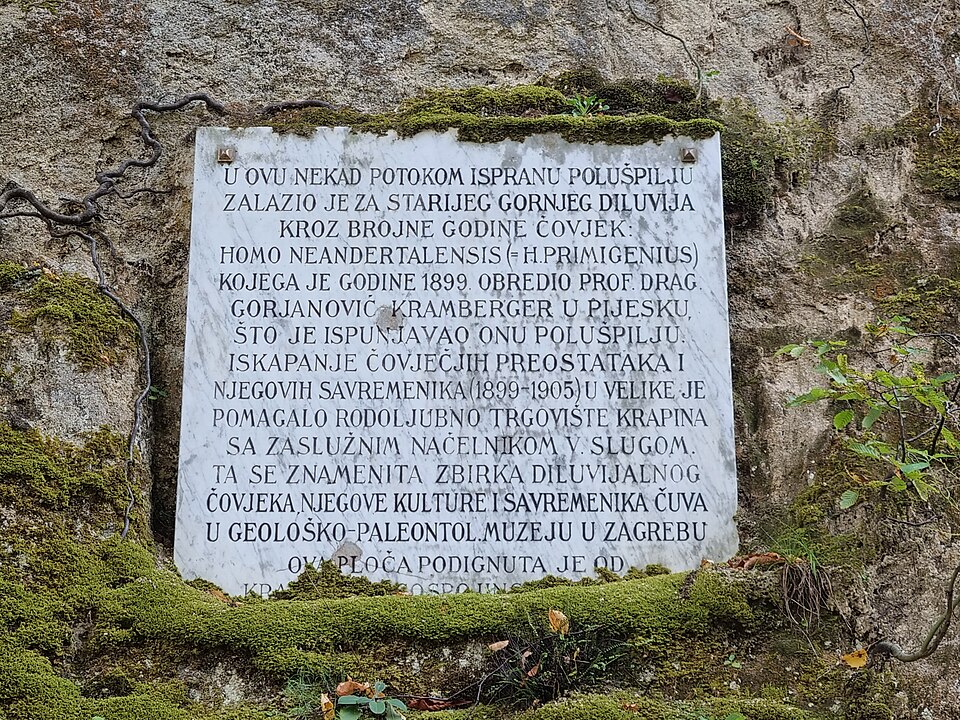 U OVU NEKAD POTOKOM ISPRANU POLUŠPILJU
ZALAZIO JE ZA STARIJEG GORNJEG DILUVIJA
KROZ BROJNE GODINE ČOVJEK:
HOMO NEANDERTALENSIS (=H.PRIMIGENIUS)
KOJEGA JE GODINE 1899. OBREDIO PROF. DRAG.
GORJANOVIĆ KRAMBERGER U PIJESKU,
ŠTO JE ISPUNJAVAO ONU POLUŠPILJU.
ISKAPANJE ČOVJEČJIH PREOSTATAKA I
NJEGOVIH SAVREMENIKA (1899-1905) U VELIKE JE
POMAGALO RODOLJUBNO TRGOVIŠTE KRAPINA
SA ZASLUŽNIM NAČELNIKOM V. SLUGOM.
TA SE ZNAMENITA ZBIRKA DILUVIJALNOG
ČOVJEKA, NJEGOVE KULTURE I SAVREMENIKA ČUVA
U GEOLOŠKO-PALEONTOL. MUZEJU U ZAGREBU
OVA PLOČA PODIGNUTA JE OD